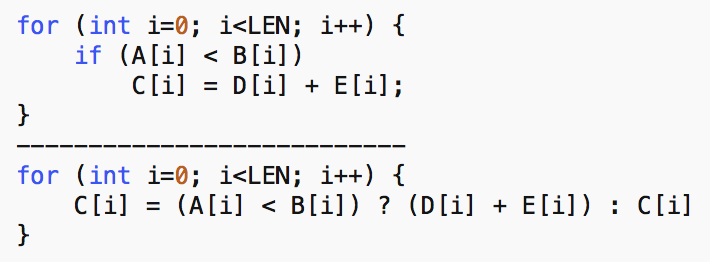 for (int i=0; i<LEN; i++) {
    if (A[i] < B[i])
        C[i] = D[i] + E[i];
}
---------------------------
for (int i=0; i<LEN; i++) {
    C[i] = (A[i] < B[i]) ? (D[i] + E[i]) : C[i]
}